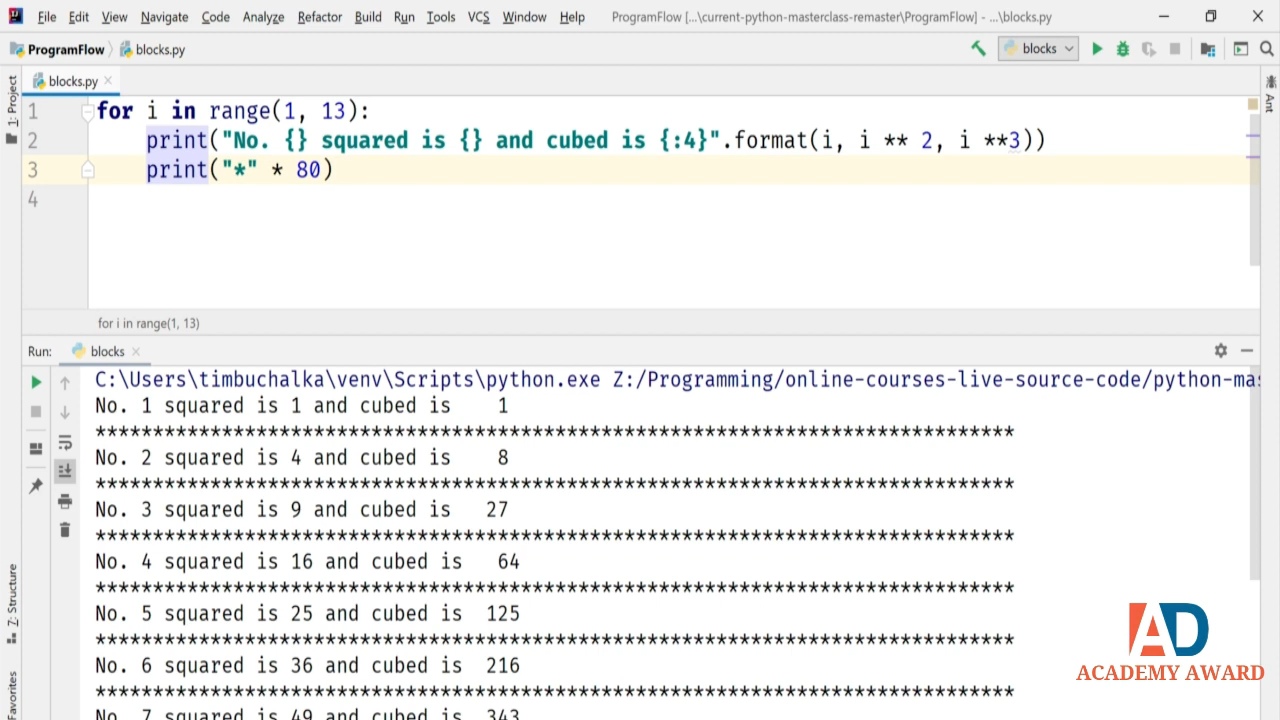 File Edit View Navigate Code Analyze Refactor Build Run Tools VCS Window Help ProgramFlow [...\current-python-masterclass-remaster\ProgramFlow] - ...\blocks.py
ProgramFlow blocks.py blocks
1: Project
blocks.py
Ant
1 for i in range(1, 13):
2     print("No. {} squared is {} and cubed is {:4}".format(i, i ** 2, i **3))
3     print("*" * 80)
4
for i in range(1, 13)
Run: blocks
C:\Users\timbuchalka\venv\Scripts\python.exe Z:/Programming/online-courses-live-source-code/python-mas
No. 1 squared is 1 and cubed is    1
********************************************************************************
No. 2 squared is 4 and cubed is    8
********************************************************************************
No. 3 squared is 9 and cubed is   27
********************************************************************************
No. 4 squared is 16 and cubed is   64
********************************************************************************
No. 5 squared is 25 and cubed is  125
********************************************************************************
No. 6 squared is 36 and cubed is  216
********************************************************************************
No. 7 squared is 49 and cubed is  343
Z: Structure
Favorites
AD
ACADEMY AWARD